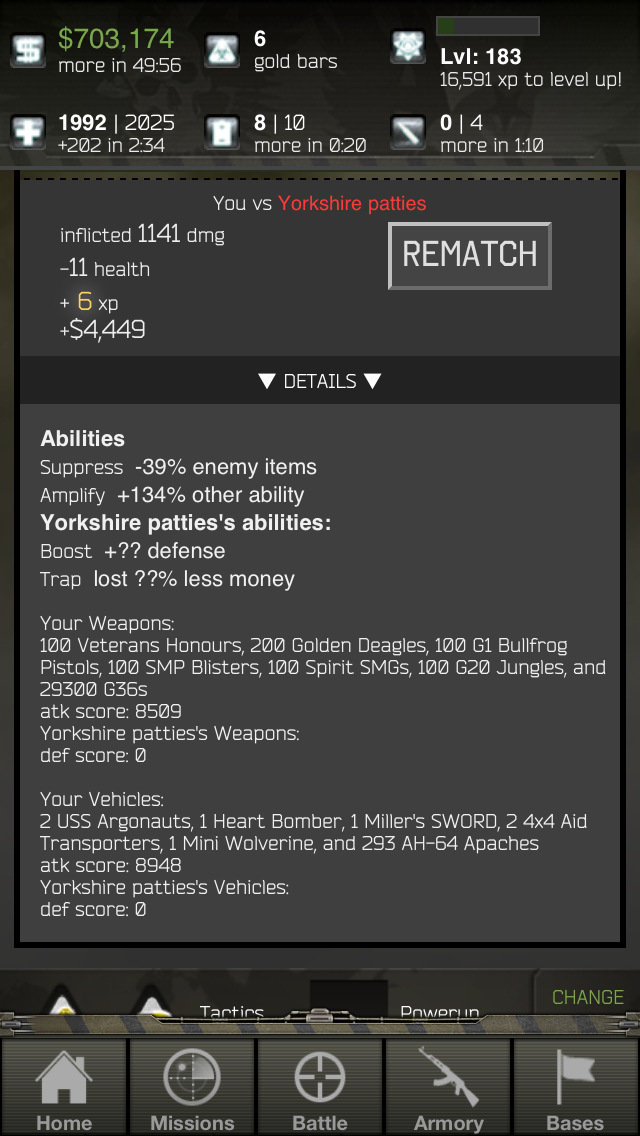 $703,174
more in 49:56
6
gold bars
Lvl: 183
16,591 xp to level up!
1992 | 2025
+202 in 2:34
8 | 10
more in 0:20
0 | 4
more in 1:10
You vs Yorkshire patties
inflicted 1141 dmg
-11 health
+ 6 xp
+$4,449
REMATCH
▼ DETAILS ▼
Abilities
Suppress -39% enemy items
Amplify +134% other ability
Yorkshire patties's abilities:
Boost +?? defense
Trap lost ??% less money
Your Weapons:
100 Veterans Honours, 200 Golden Deagles, 100 G1 Bullfrog
Pistols, 100 SMP Blisters, 100 Spirit SMGs, 100 G20 Jungles, and
29300 G36s
atk score: 8509
Yorkshire patties's Weapons:
def score: 0
Your Vehicles:
2 USS Argonauts, 1 Heart Bomber, 1 Miller's SWORD, 2 4x4 Aid
Transporters, 1 Mini Wolverine, and 293 AH-64 Apaches
atk score: 8948
Yorkshire patties's Vehicles:
def score: 0
CHANGE
Tactics
Powerup
Home
Missions
Battle
Armory
Bases